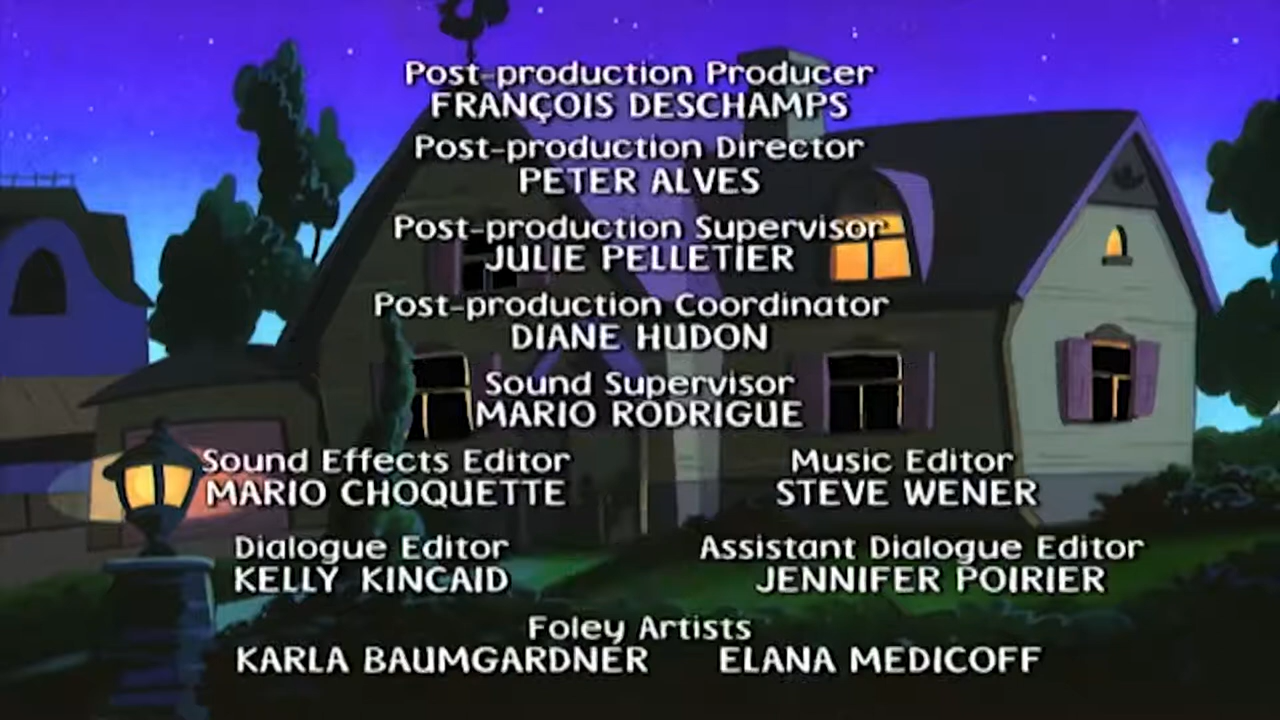 Post-production Producer
FRANÇOIS DESCHAMPS
Post-production Director
PETER ALVES
Post-production Supervisor
JULIE PELLETIER
Post-production Coordinator
DIANE HUDON
Sound Supervisor
MARIO RODRIGUE
Sound Effects Editor
MARIO CHOQUETTE
Music Editor
STEVE WENER
Dialogue Editor
KELLY KINCAID
Assistant Dialogue Editor
JENNIFER POIRIER
Foley Artists
KARLA BAUMGARDNER ELANA MEDICOFF